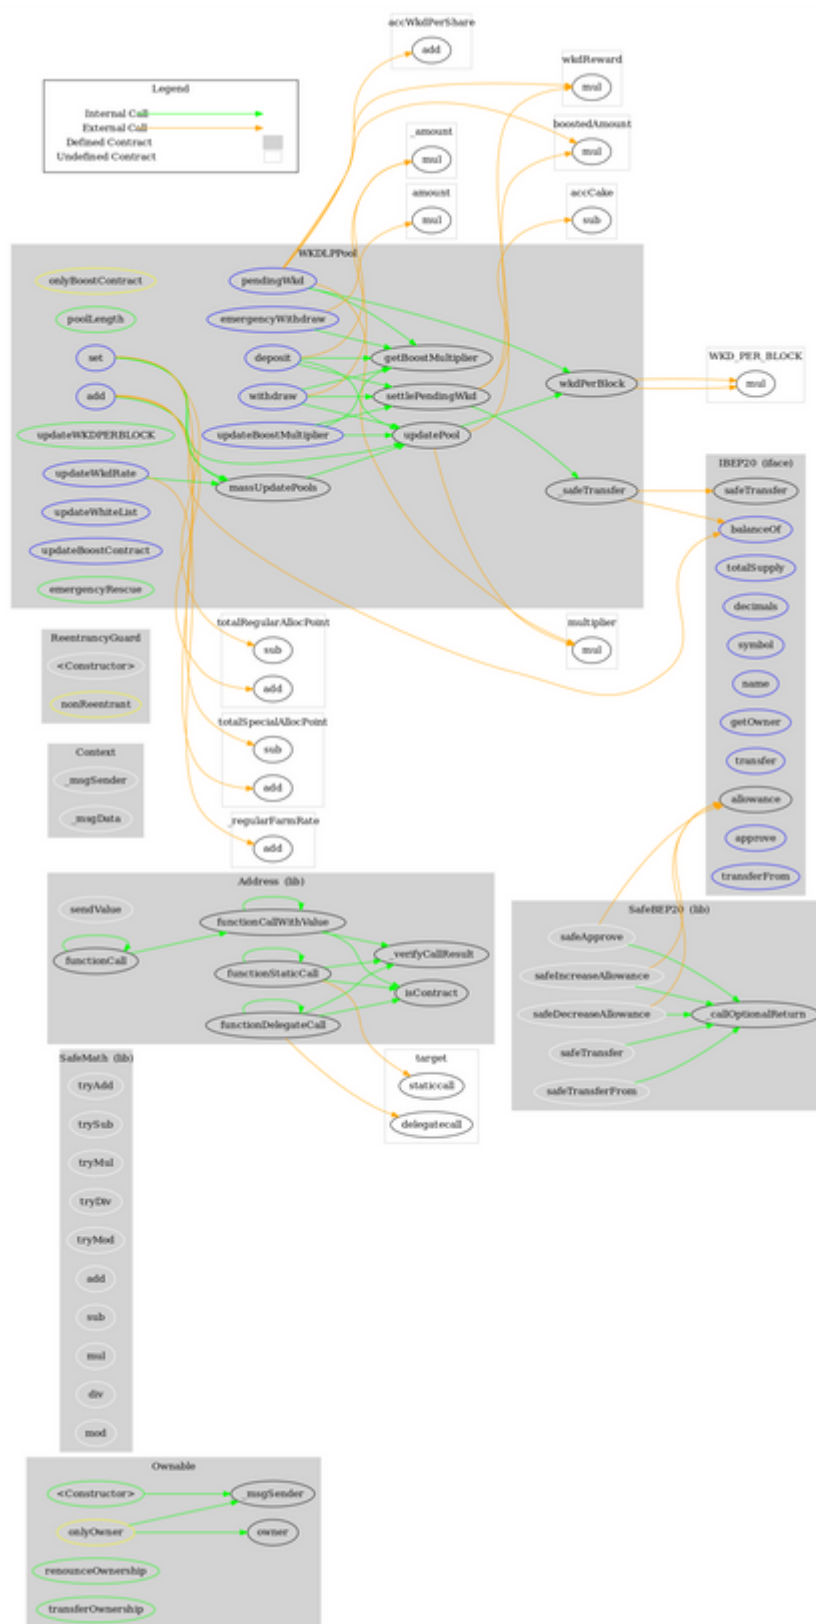 accWkdPerShare
add
wkdReward
mul
Legend
Internal Call
External Call
Defined Contract
Undefined Contract
_amount
mul
boostedAmount
mul
amount
mul
accCake
sub
WKDLPPool
onlyBoostContract
pendingWkd
poolLength
emergencyWithdraw
set
deposit
getBoostMultiplier
add
withdraw
settlePendingWkd
wkdPerBlock
WKD_PER_BLOCK
mul
updateWKDPERBLOCK
updateBoostMultiplier
updatePool
updateWkdRate
massUpdatePools
_safeTransfer
updateWhiteList
updateBoostContract
emergencyRescue
IBEP20 (iface)
safeTransfer
balanceOf
totalSupply
decimals
symbol
name
getOwner
transfer
allowance
approve
transferFrom
ReentrancyGuard
<Constructor>
nonReentrant
totalRegularAllocPoint
sub
add
multiplier
mul
Context
_msgSender
_msgData
totalSpecialAllocPoint
sub
add
_regularFarmRate
add
Address (lib)
sendValue
functionCallWithValue
functionCall
_verifyCallResult
functionStaticCall
isContract
functionDelegateCall
SafeBEP20 (lib)
safeApprove
safeIncreaseAllowance
safeDecreaseAllowance
_callOptionalReturn
safeTransfer
safeTransferFrom
target
staticcall
delegatecall
SafeMath (lib)
tryAdd
trySub
tryMul
tryDiv
tryMod
add
sub
mul
div
mod
Ownable
<Constructor>
_msgSender
onlyOwner
owner
renounceOwnership
transferOwnership